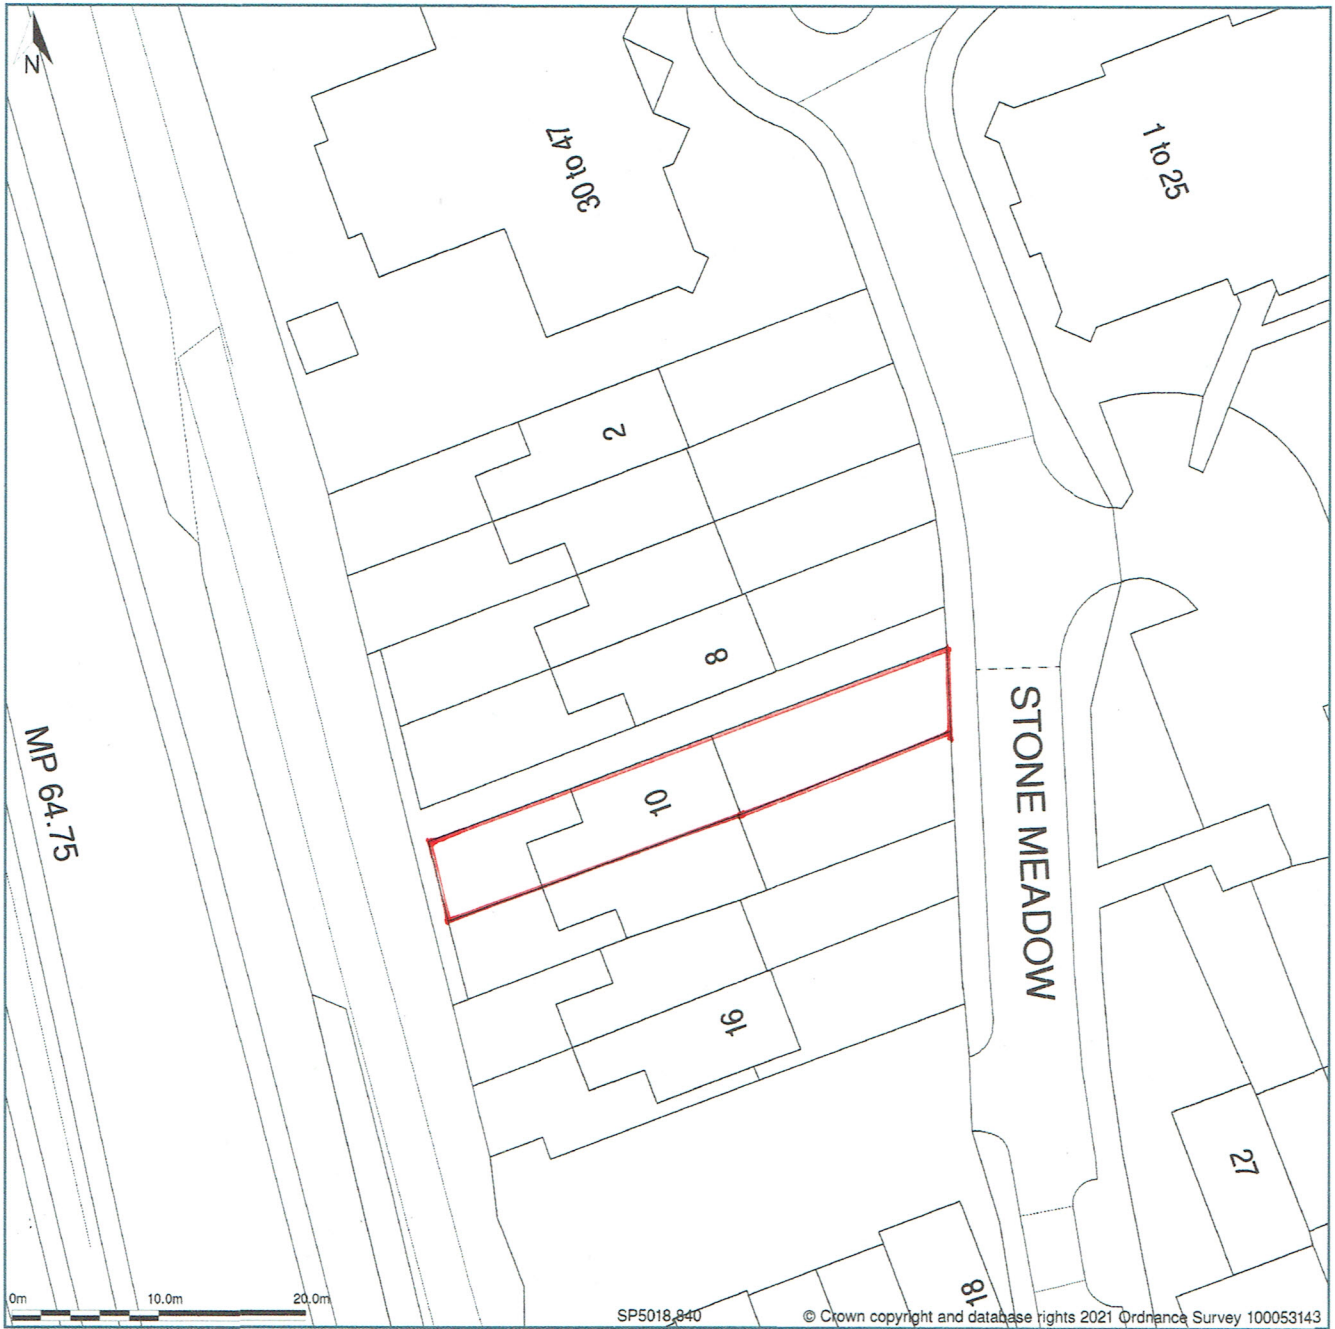 N
30 to 47
1 to 25
2
8
10
STONE MEADOW
MP 64.75
16
27
18
0m 10.0m 20.0m
SP5018,840
© Crown copyright and database rights 2021 Ordnance Survey 100053143